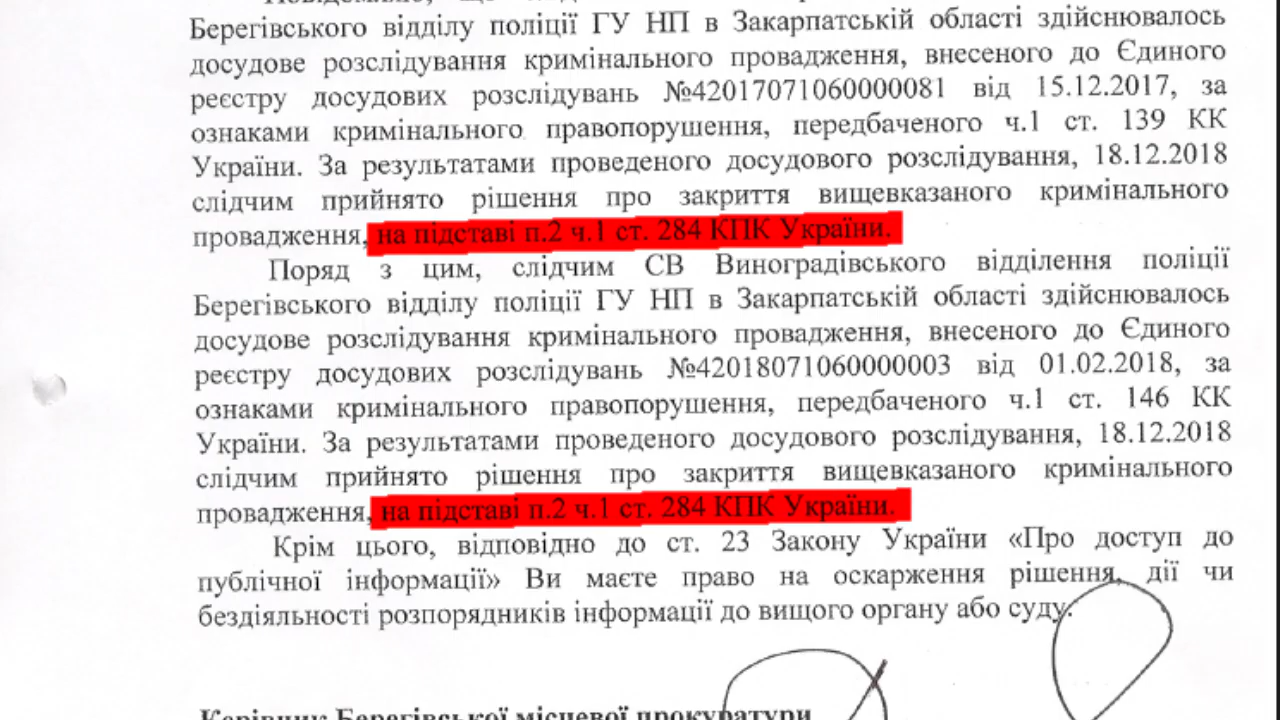 Берегівського відділу поліції ГУ НП в Закарпатській області здійснювалось
досудове розслідування кримінального провадження, внесеного до Єдиного
реєстру досудових розслідувань №42017071060000081 від 15.12.2017, за
ознаками кримінального правопорушення, передбаченого ч.1 ст. 139 КК
України. За результатами проведеного досудового розслідування, 18.12.2018
слідчим прийнято рішення про закриття вищевказаного кримінального
провадження, на підставі п.2 ч.1 ст. 284 КПК України.
Поряд з цим, слідчим СВ Виноградівського відділення поліції
Берегівського відділу поліції ГУ НП в Закарпатській області здійснювалось
досудове розслідування кримінального провадження, внесеного до Єдиного
реєстру досудових розслідувань №42018071060000003 від 01.02.2018, за
ознаками кримінального правопорушення, передбаченого ч.1 ст. 146 КК
України. За результатами проведеного досудового розслідування, 18.12.2018
слідчим прийнято рішення про закриття вищевказаного кримінального
провадження, на підставі п.2 ч.1 ст. 284 КПК України.
Крім цього, відповідно до ст. 23 Закону України «Про доступ до
публічної інформації» Ви маєте право на оскарження рішення, дії чи
бездіяльності розпорядників інформації до вищого органу або суду.
Керівник Берегівської місцевої прокуратури